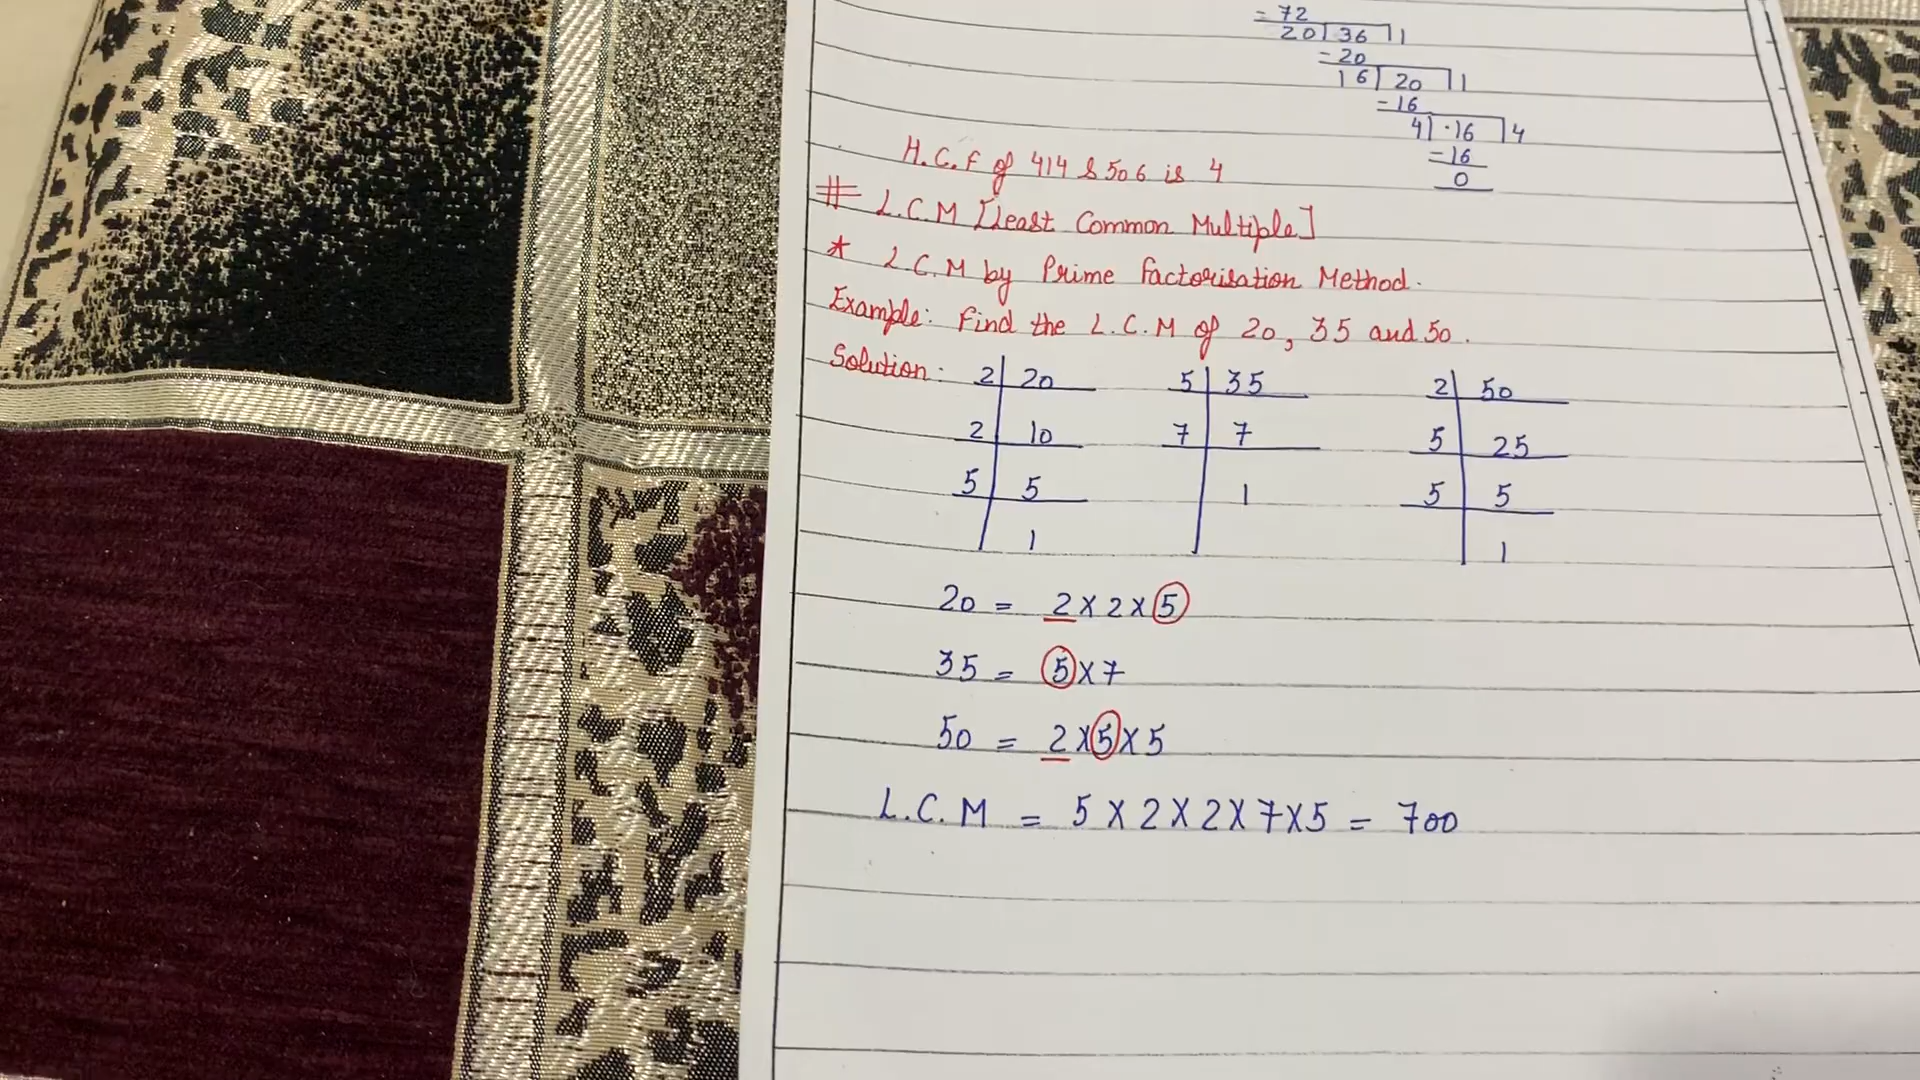 = 72
20 36 1
= 20
16 20 1
= 16
4 .16 4
= 16
0
H.C.F of 414 & 506 is 4
# L.C.M [Least Common Multiple]
* L.C.M by Prime Factorisation Method.
Example: Find the L.C.M of 20, 35 and 50.
Solution: 2 20 5 35 2 50
2 10 7 7 5 25
5 5 1 5 5
1 1
20 = 2 x 2 x 5
35 = 5 x 7
50 = 2 x 5 x 5
L.C.M = 5 x 2 x 2 x 7 x 5 = 700